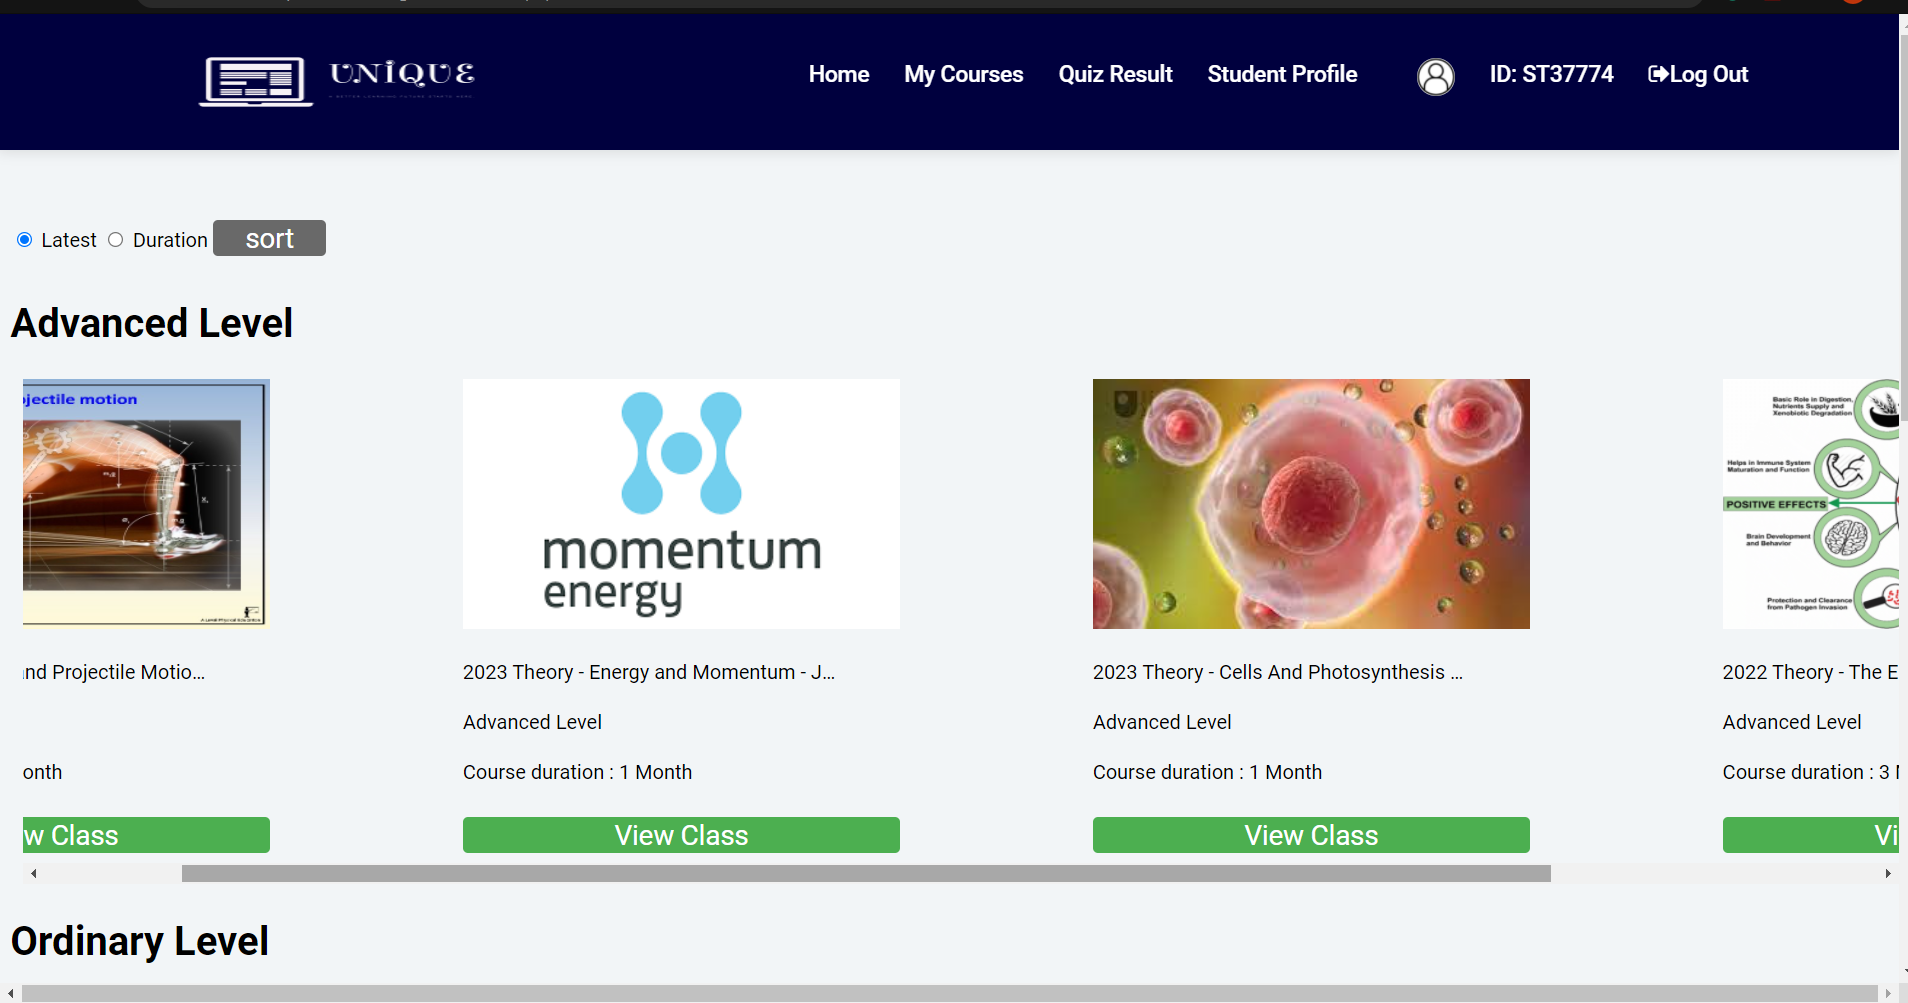 UNiQUE
Home
My Courses
Quiz Result
Student Profile
ID: ST37774
Log Out
Latest
Duration
sort
Advanced Level
ojectile motion
A Level Physical Education
nd Projectile Motio...
onth
w Class
momentum
energy
2023 Theory - Energy and Momentum - J...
Advanced Level
Course duration : 1 Month
View Class
2023 Theory - Cells And Photosynthesis ...
Advanced Level
Course duration : 1 Month
View Class
Basic Role in Digestion,
Nutrients Supply and
Xenobiotic Degradation
Helps in Immune System
Maturation and Function
POSITIVE EFFECTS
Brain Development
and Behavior
Protection and Clearance
from Pathogen Invasion
2022 Theory - The E
Advanced Level
Course duration : 3
Vi
Ordinary Level